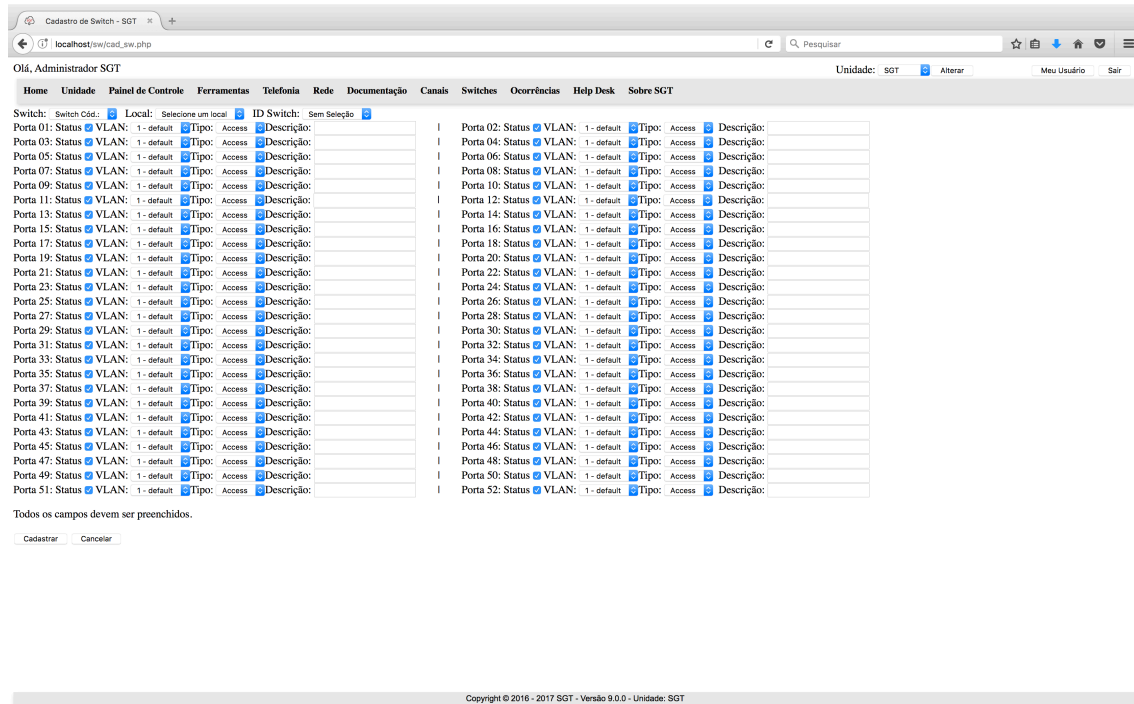 Cadastro de Switch - SGT × +
localhost/sw/cad_sw.php Pesquisar
Olá, Administrador SGT Unidade: SGT Alterar Meu Usuário Sair
Home Unidade Painel de Controle Ferramentas Telefonia Rede Documentação Canais Switches Ocorrências Help Desk Sobre SGT
Switch: Switch Cód.: Local: Selecione um local ID Switch: Sem Seleção
Porta 01: Status VLAN: 1 - default Tipo: Access Descrição: | Porta 02: Status VLAN: 1 - default Tipo: Access Descrição:
Porta 03: Status VLAN: 1 - default Tipo: Access Descrição: | Porta 04: Status VLAN: 1 - default Tipo: Access Descrição:
Porta 05: Status VLAN: 1 - default Tipo: Access Descrição: | Porta 06: Status VLAN: 1 - default Tipo: Access Descrição:
Porta 07: Status VLAN: 1 - default Tipo: Access Descrição: | Porta 08: Status VLAN: 1 - default Tipo: Access Descrição:
Porta 09: Status VLAN: 1 - default Tipo: Access Descrição: | Porta 10: Status VLAN: 1 - default Tipo: Access Descrição:
Porta 11: Status VLAN: 1 - default Tipo: Access Descrição: | Porta 12: Status VLAN: 1 - default Tipo: Access Descrição:
Porta 13: Status VLAN: 1 - default Tipo: Access Descrição: | Porta 14: Status VLAN: 1 - default Tipo: Access Descrição:
Porta 15: Status VLAN: 1 - default Tipo: Access Descrição: | Porta 16: Status VLAN: 1 - default Tipo: Access Descrição:
Porta 17: Status VLAN: 1 - default Tipo: Access Descrição: | Porta 18: Status VLAN: 1 - default Tipo: Access Descrição:
Porta 19: Status VLAN: 1 - default Tipo: Access Descrição: | Porta 20: Status VLAN: 1 - default Tipo: Access Descrição:
Porta 21: Status VLAN: 1 - default Tipo: Access Descrição: | Porta 22: Status VLAN: 1 - default Tipo: Access Descrição:
Porta 23: Status VLAN: 1 - default Tipo: Access Descrição: | Porta 24: Status VLAN: 1 - default Tipo: Access Descrição:
Porta 25: Status VLAN: 1 - default Tipo: Access Descrição: | Porta 26: Status VLAN: 1 - default Tipo: Access Descrição:
Porta 27: Status VLAN: 1 - default Tipo: Access Descrição: | Porta 28: Status VLAN: 1 - default Tipo: Access Descrição:
Porta 29: Status VLAN: 1 - default Tipo: Access Descrição: | Porta 30: Status VLAN: 1 - default Tipo: Access Descrição:
Porta 31: Status VLAN: 1 - default Tipo: Access Descrição: | Porta 32: Status VLAN: 1 - default Tipo: Access Descrição:
Porta 33: Status VLAN: 1 - default Tipo: Access Descrição: | Porta 34: Status VLAN: 1 - default Tipo: Access Descrição:
Porta 35: Status VLAN: 1 - default Tipo: Access Descrição: | Porta 36: Status VLAN: 1 - default Tipo: Access Descrição:
Porta 37: Status VLAN: 1 - default Tipo: Access Descrição: | Porta 38: Status VLAN: 1 - default Tipo: Access Descrição:
Porta 39: Status VLAN: 1 - default Tipo: Access Descrição: | Porta 40: Status VLAN: 1 - default Tipo: Access Descrição:
Porta 41: Status VLAN: 1 - default Tipo: Access Descrição: | Porta 42: Status VLAN: 1 - default Tipo: Access Descrição:
Porta 43: Status VLAN: 1 - default Tipo: Access Descrição: | Porta 44: Status VLAN: 1 - default Tipo: Access Descrição:
Porta 45: Status VLAN: 1 - default Tipo: Access Descrição: | Porta 46: Status VLAN: 1 - default Tipo: Access Descrição:
Porta 47: Status VLAN: 1 - default Tipo: Access Descrição: | Porta 48: Status VLAN: 1 - default Tipo: Access Descrição:
Porta 49: Status VLAN: 1 - default Tipo: Access Descrição: | Porta 50: Status VLAN: 1 - default Tipo: Access Descrição:
Porta 51: Status VLAN: 1 - default Tipo: Access Descrição: | Porta 52: Status VLAN: 1 - default Tipo: Access Descrição:
Todos os campos devem ser preenchidos.
Cadastrar Cancelar
Copyright © 2016 - 2017 SGT - Versão 9.0.0 - Unidade: SGT